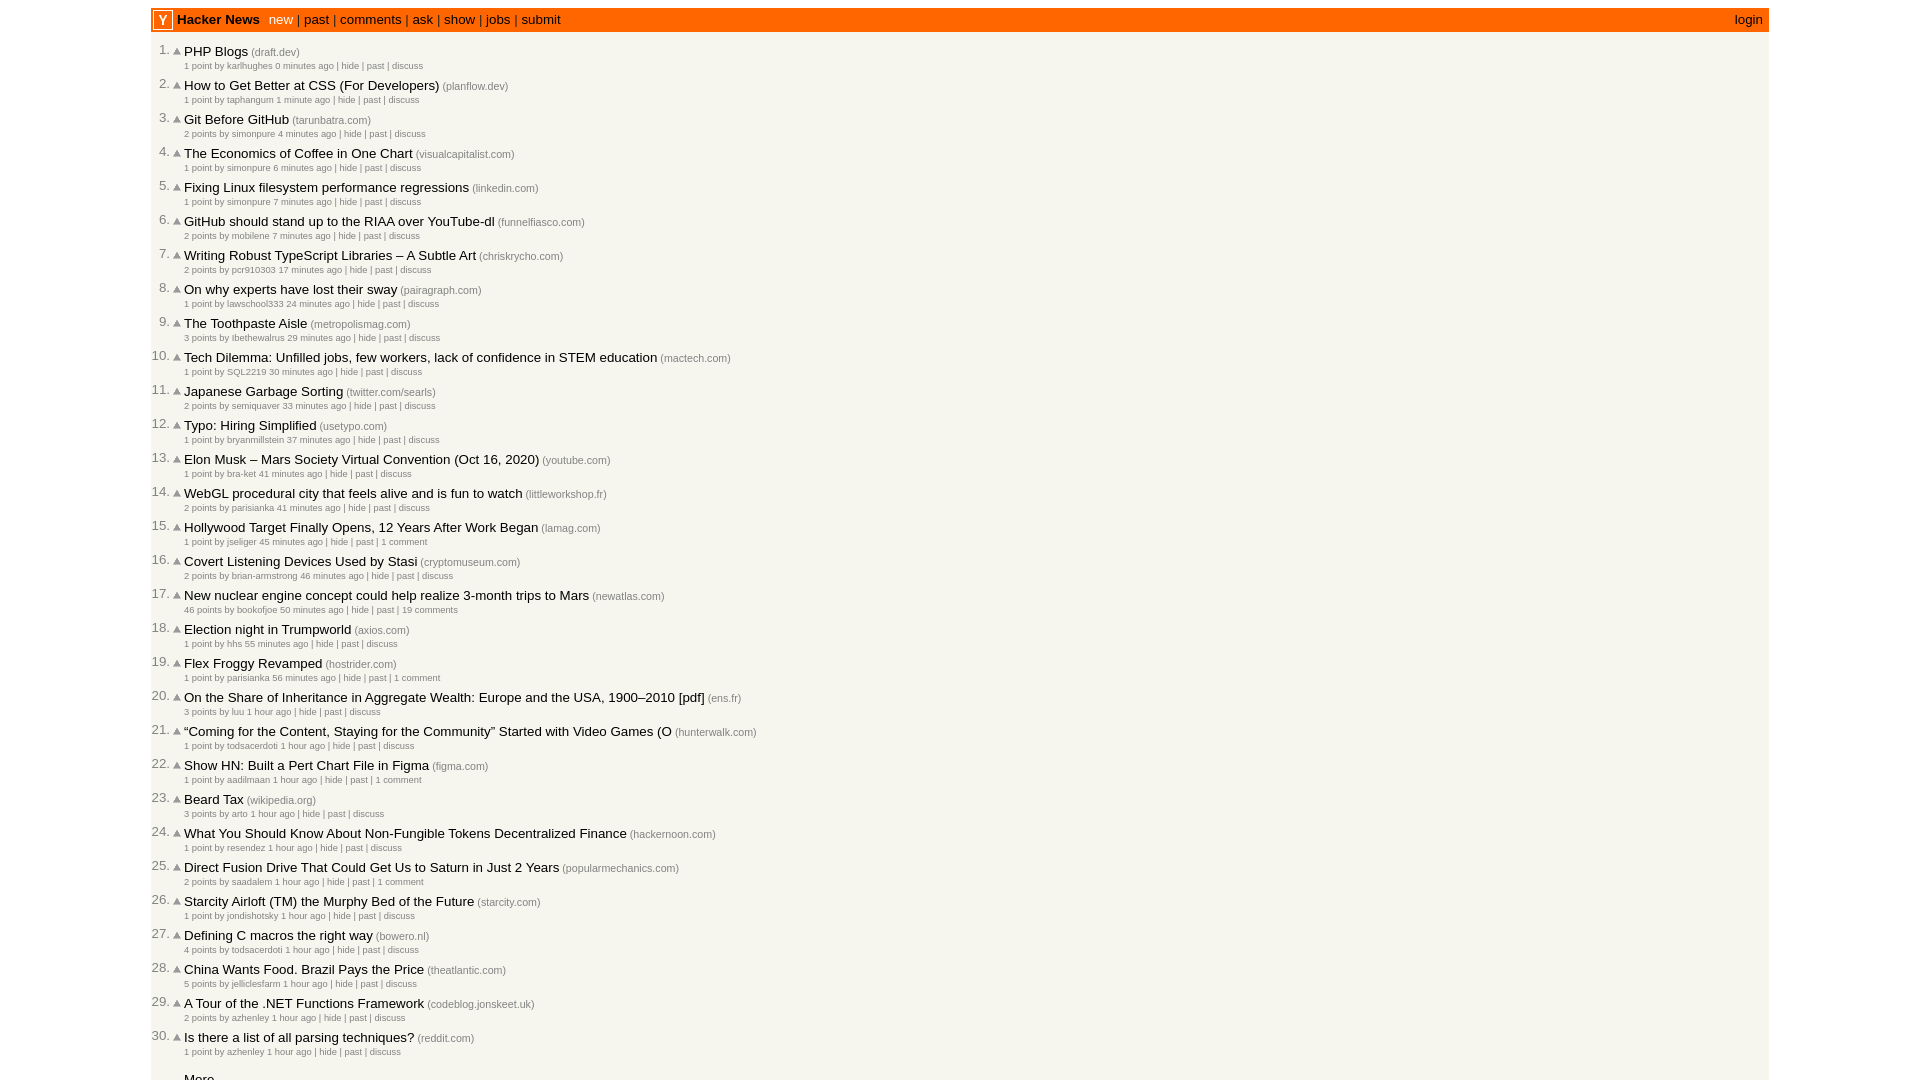 Y Hacker News new | past | comments | ask | show | jobs | submit login
1. PHP Blogs (draft.dev)
1 point by karlhughes 0 minutes ago | hide | past | discuss
2. How to Get Better at CSS (For Developers) (planflow.dev)
1 point by taphangum 1 minute ago | hide | past | discuss
3. Git Before GitHub (tarunbatra.com)
2 points by simonpure 4 minutes ago | hide | past | discuss
4. The Economics of Coffee in One Chart (visualcapitalist.com)
1 point by simonpure 6 minutes ago | hide | past | discuss
5. Fixing Linux filesystem performance regressions (linkedin.com)
1 point by simonpure 7 minutes ago | hide | past | discuss
6. GitHub should stand up to the RIAA over YouTube-dl (funnelfiasco.com)
2 points by mobilene 7 minutes ago | hide | past | discuss
7. Writing Robust TypeScript Libraries – A Subtle Art (chriskrycho.com)
2 points by pcr910303 17 minutes ago | hide | past | discuss
8. On why experts have lost their sway (pairagraph.com)
1 point by lawschool333 24 minutes ago | hide | past | discuss
9. The Toothpaste Aisle (metropolismag.com)
3 points by Ibethewalrus 29 minutes ago | hide | past | discuss
10. Tech Dilemma: Unfilled jobs, few workers, lack of confidence in STEM education (mactech.com)
1 point by SQL2219 30 minutes ago | hide | past | discuss
11. Japanese Garbage Sorting (twitter.com/searls)
2 points by semiquaver 33 minutes ago | hide | past | discuss
12. Typo: Hiring Simplified (usetypo.com)
1 point by bryanmillstein 37 minutes ago | hide | past | discuss
13. Elon Musk – Mars Society Virtual Convention (Oct 16, 2020) (youtube.com)
1 point by bra-ket 41 minutes ago | hide | past | discuss
14. WebGL procedural city that feels alive and is fun to watch (littleworkshop.fr)
2 points by parisianka 41 minutes ago | hide | past | discuss
15. Hollywood Target Finally Opens, 12 Years After Work Began (lamag.com)
1 point by jseliger 45 minutes ago | hide | past | 1 comment
16. Covert Listening Devices Used by Stasi (cryptomuseum.com)
2 points by brian-armstrong 46 minutes ago | hide | past | discuss
17. New nuclear engine concept could help realize 3-month trips to Mars (newatlas.com)
46 points by bookofjoe 50 minutes ago | hide | past | 19 comments
18. Election night in Trumpworld (axios.com)
1 point by hhs 55 minutes ago | hide | past | discuss
19. Flex Froggy Revamped (hostrider.com)
1 point by parisianka 56 minutes ago | hide | past | 1 comment
20. On the Share of Inheritance in Aggregate Wealth: Europe and the USA, 1900–2010 [pdf] (ens.fr)
3 points by luu 1 hour ago | hide | past | discuss
21. “Coming for the Content, Staying for the Community” Started with Video Games (O (hunterwalk.com)
1 point by todsacerdoti 1 hour ago | hide | past | discuss
22. Show HN: Built a Pert Chart File in Figma (figma.com)
1 point by aadilmaan 1 hour ago | hide | past | 1 comment
23. Beard Tax (wikipedia.org)
3 points by arto 1 hour ago | hide | past | discuss
24. What You Should Know About Non-Fungible Tokens Decentralized Finance (hackernoon.com)
1 point by resendez 1 hour ago | hide | past | discuss
25. Direct Fusion Drive That Could Get Us to Saturn in Just 2 Years (popularmechanics.com)
2 points by saadalem 1 hour ago | hide | past | 1 comment
26. Starcity Airloft (TM) the Murphy Bed of the Future (starcity.com)
1 point by jondishotsky 1 hour ago | hide | past | discuss
27. Defining C macros the right way (bowero.nl)
4 points by todsacerdoti 1 hour ago | hide | past | discuss
28. China Wants Food. Brazil Pays the Price (theatlantic.com)
5 points by jelliclesfarm 1 hour ago | hide | past | discuss
29. A Tour of the .NET Functions Framework (codeblog.jonskeet.uk)
2 points by azhenley 1 hour ago | hide | past | discuss
30. Is there a list of all parsing techniques? (reddit.com)
1 point by azhenley 1 hour ago | hide | past | discuss
More